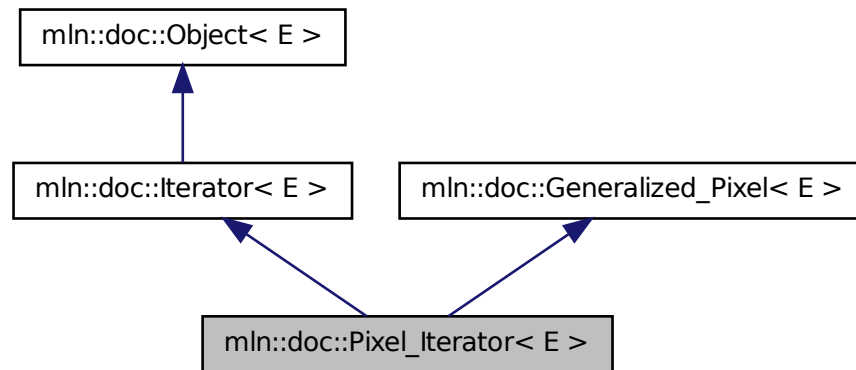 mln::doc::Object< E >
mln::doc::Iterator< E >
mln::doc::Generalized_Pixel< E >
mln::doc::Pixel_Iterator< E >